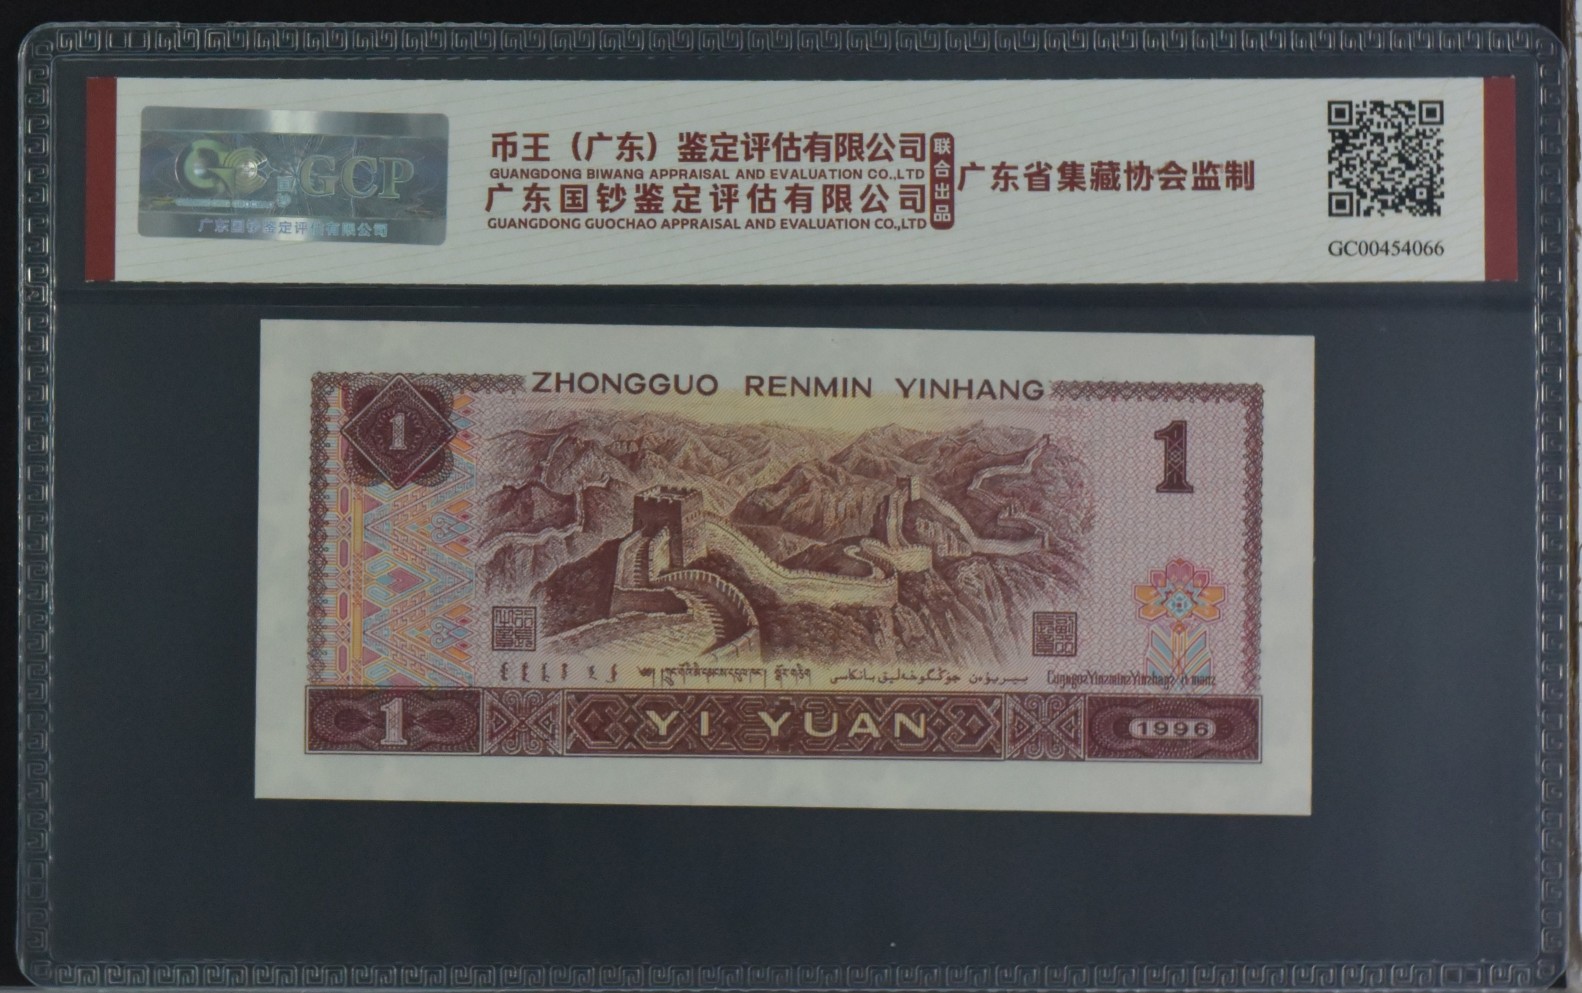 GCP
广东国钞鉴定评估有限公司
币王（广东）鉴定评估有限公司
GUANGDONG BIWANG APPRAISAL AND EVALUATION CO.,LTD
广东国钞鉴定评估有限公司
GUANGDONG GUOCHAO APPRAISAL AND EVALUATION CO.,LTD
联合出品
广东省集藏协会监制
GC00454066
ZHONGGUO RENMIN YINHANG
1
1
جۇڭگوخەلىق بانكاسى بىريۈەن
1
YI YUAN
1996